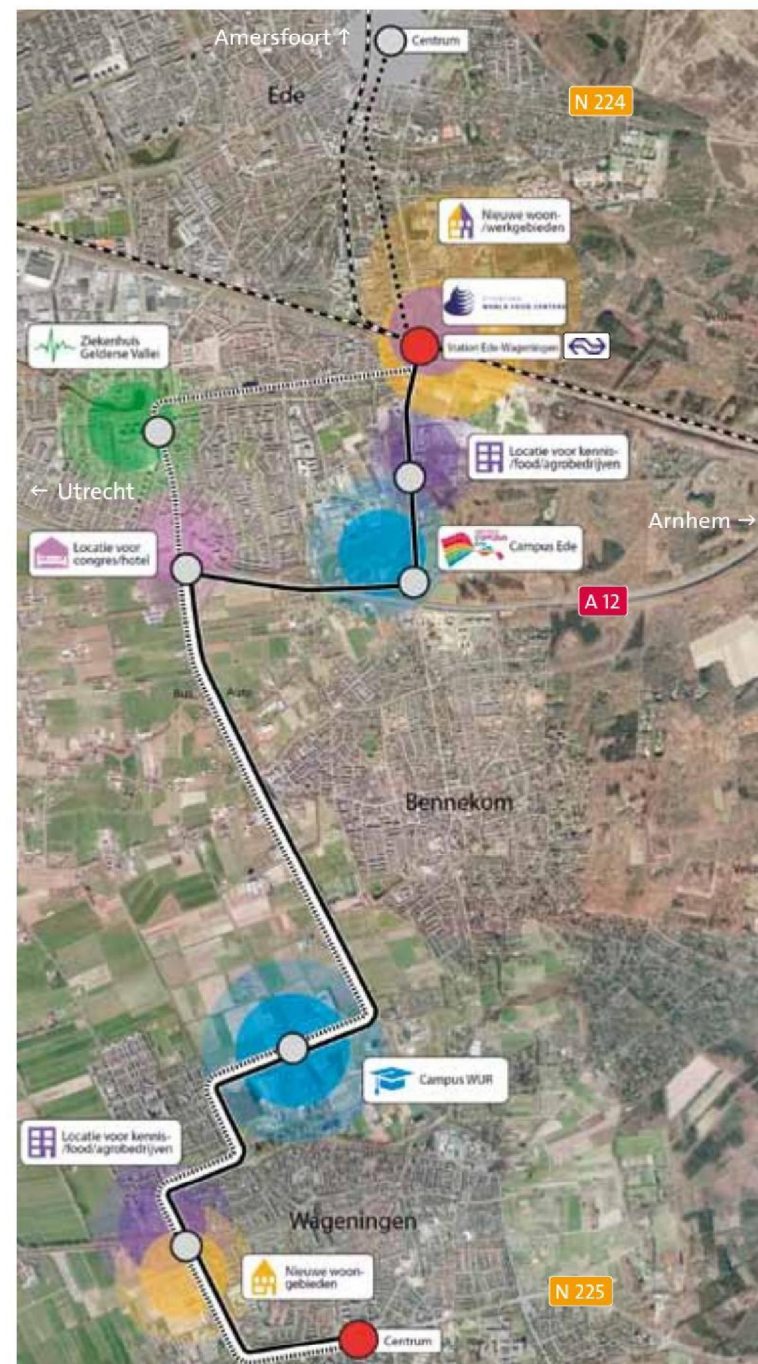 Amersfoort ↑
Centrum
Ede
N 224
Nieuwe woon-
/werkgebieden
WORLD FOOD CENTER
Station Ede-Wageningen
Ziekenhuis
Gelderse Vallei
Locatie voor kennis-
/food/agrobedrijven
← Utrecht
Arnhem →
Locatie voor
congres/hotel
Campus Ede
A 12
Bus
Auto
Bennekom
Campus WUR
Locatie voor kennis-
/food/agrobedrijven
Wageningen
Nieuwe woon-
gebieden
N 225
Centrum